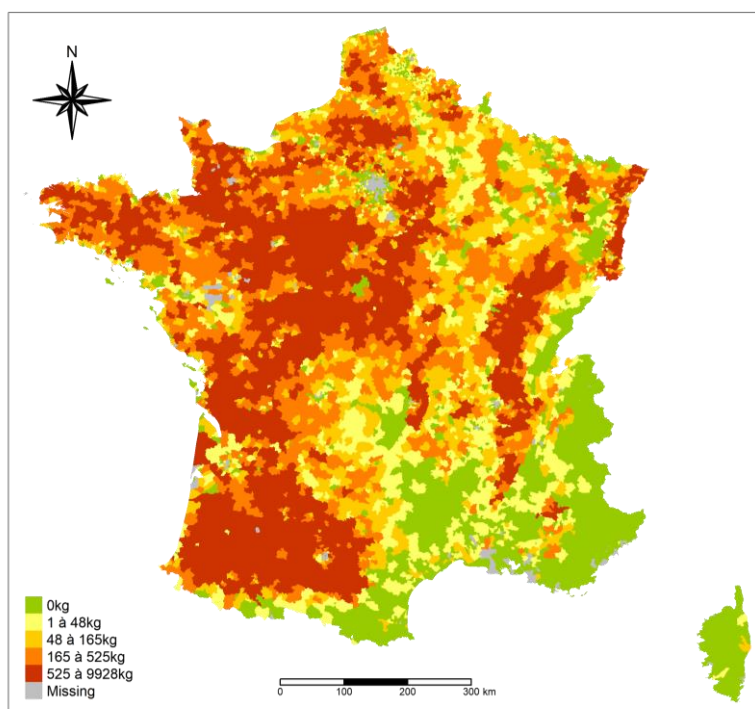 N
0kg
1 à 48kg
48 à 165kg
165 à 525kg
525 à 9928kg
Missing
0 100 200 300 km